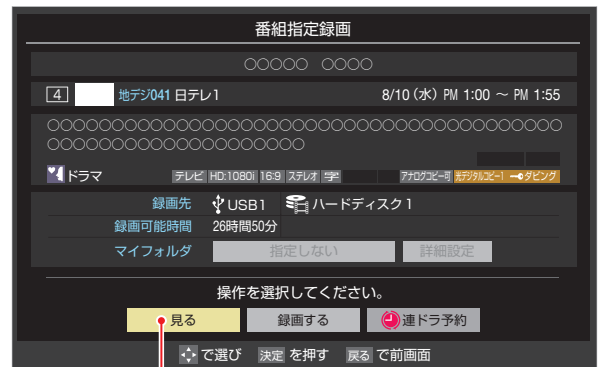 番組指定録画
○○○○○ ○○○○
4 地デジ041 日テレ1 8/10 (水) PM 1:00 ～ PM 1:55
○○○○○○○○○○○○○○○○○○○○○○○○○○○○○○○○
○○○○○○○○○○○○○○○○○○○○
ドラマ テレビ HD:1080i 16:9 ステレオ 字 アナログコピー可 光デジタルコピー1 ダビング
録画先 USB1 ハードディスク1
録画可能時間 26時間50分
マイフォルダ 指定しない 詳細設定
操作を選択してください。
見る 録画する 連ドラ予約
で選び 決定 を押す 戻る で前画面